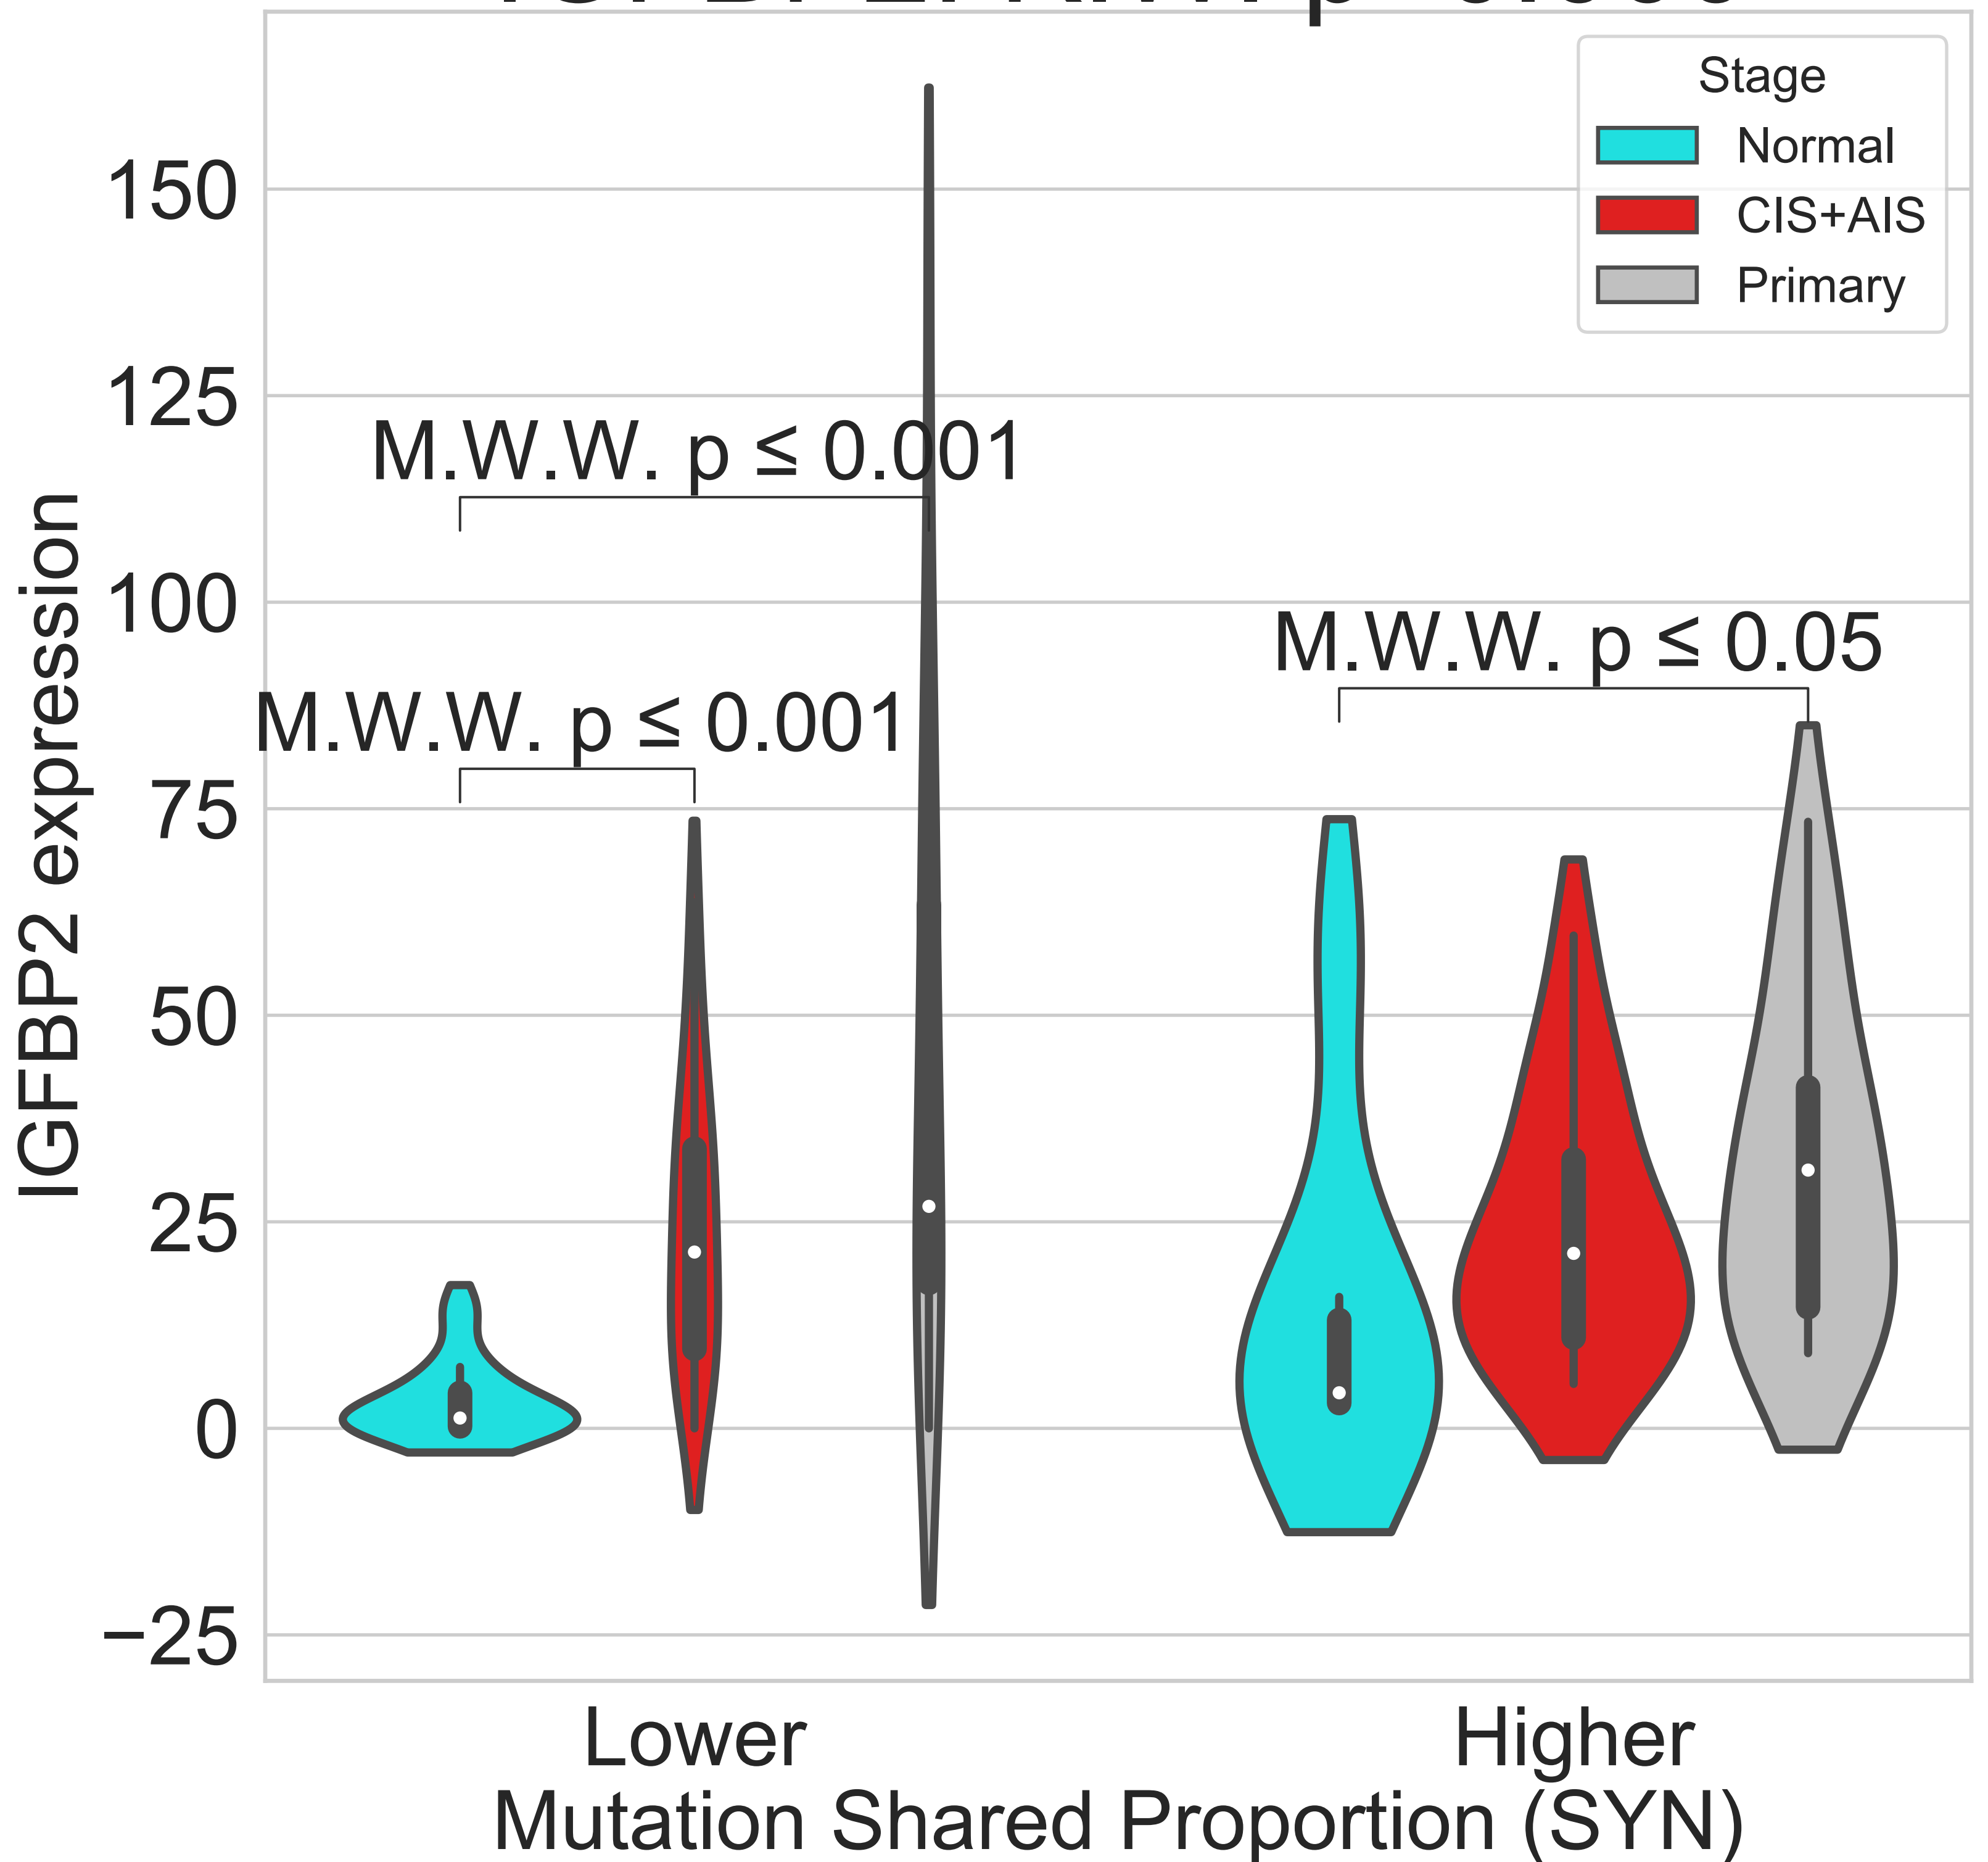 Stage
Normal
CIS+AIS
Primary
150
125
100
75
50
25
0
−25
IGFBP2 expression
M.W.W. p ≤ 0.001
M.W.W. p ≤ 0.001
M.W.W. p ≤ 0.05
Lower
Higher
Mutation Shared Proportion (SYN)